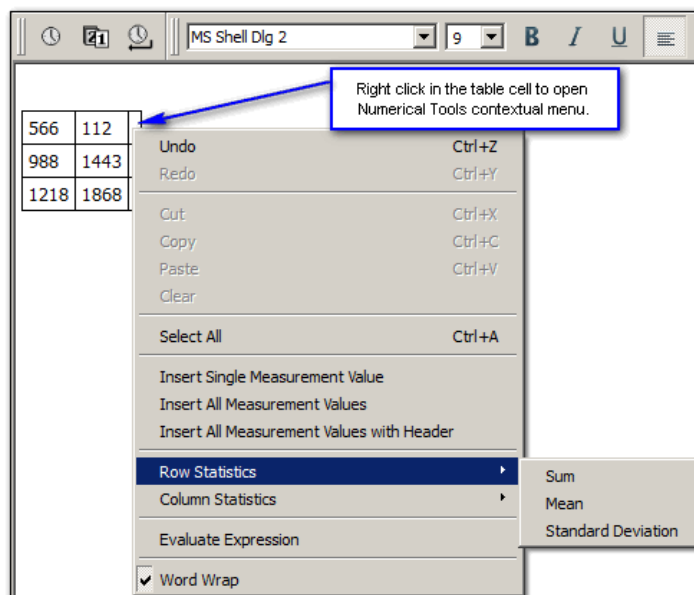 MS Shell Dlg 2 9 B I U
Right click in the table cell to open
Numerical Tools contextual menu.
566 112
988 1443
1218 1868
Undo Ctrl+Z
Redo Ctrl+Y
Cut Ctrl+X
Copy Ctrl+C
Paste Ctrl+V
Clear
Select All Ctrl+A
Insert Single Measurement Value
Insert All Measurement Values
Insert All Measurement Values with Header
Row Statistics
Column Statistics
Sum
Mean
Standard Deviation
Evaluate Expression
Word Wrap